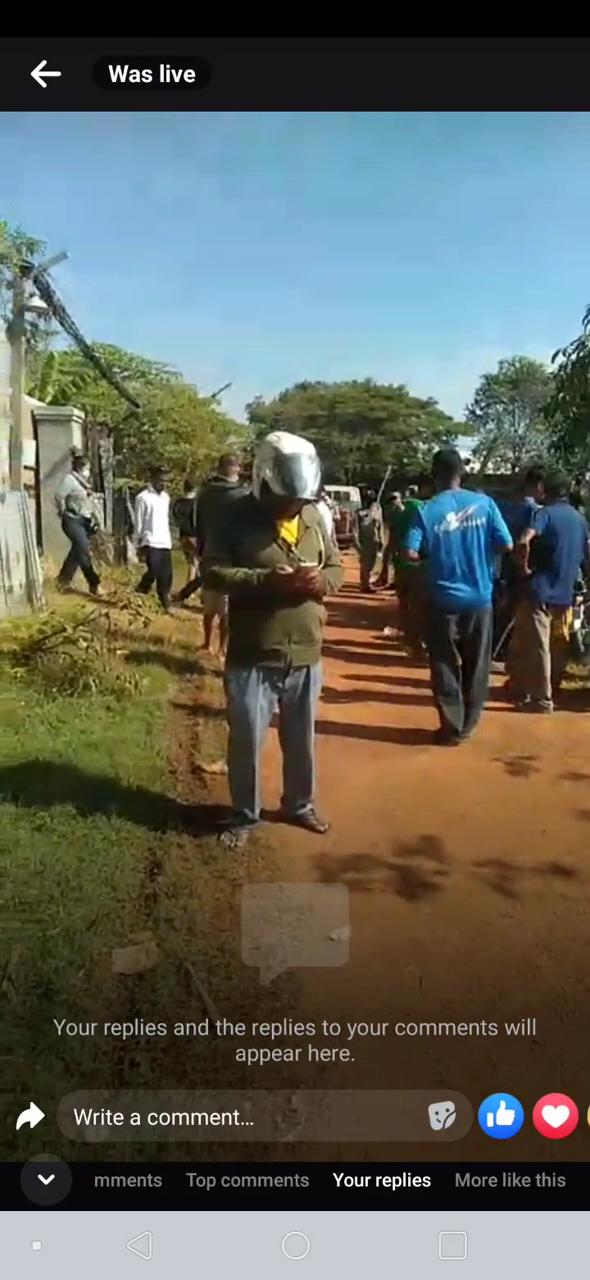 Was live
Your replies and the replies to your comments will
appear here.
Write a comment…
mments Top comments Your replies More like this